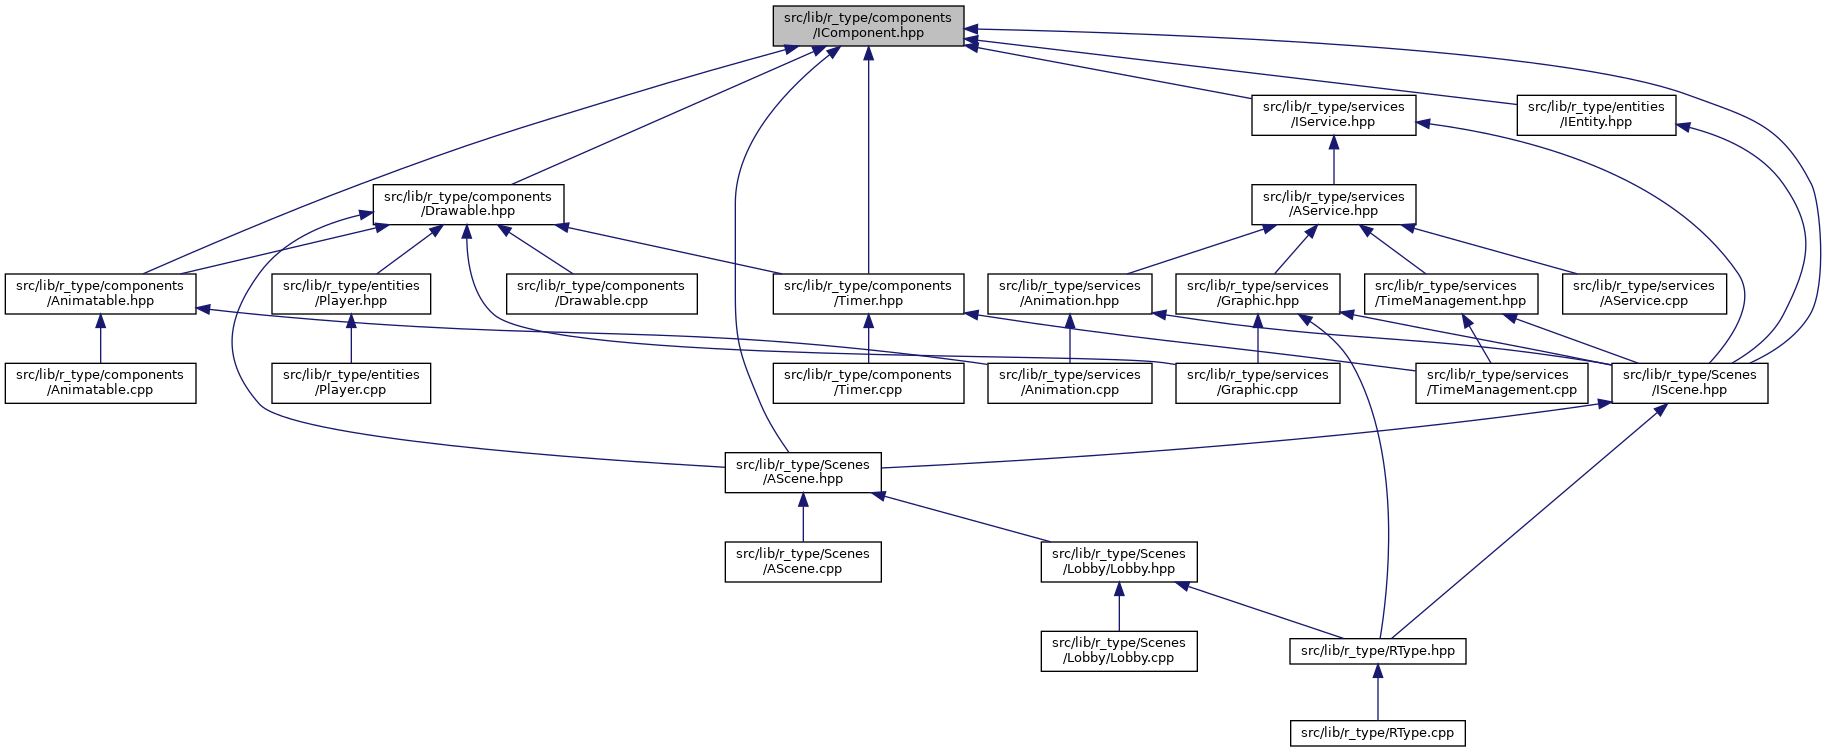 src/lib/r_type/components
/IComponent.hpp
src/lib/r_type/services
/IService.hpp
src/lib/r_type/entities
/IEntity.hpp
src/lib/r_type/components
/Drawable.hpp
src/lib/r_type/services
/AService.hpp
src/lib/r_type/components
/Animatable.hpp
src/lib/r_type/entities
/Player.hpp
src/lib/r_type/components
/Drawable.cpp
src/lib/r_type/components
/Timer.hpp
src/lib/r_type/services
/Animation.hpp
src/lib/r_type/services
/Graphic.hpp
src/lib/r_type/services
/TimeManagement.hpp
src/lib/r_type/services
/AService.cpp
src/lib/r_type/components
/Animatable.cpp
src/lib/r_type/entities
/Player.cpp
src/lib/r_type/components
/Timer.cpp
src/lib/r_type/services
/Animation.cpp
src/lib/r_type/services
/Graphic.cpp
src/lib/r_type/services
/TimeManagement.cpp
src/lib/r_type/Scenes
/IScene.hpp
src/lib/r_type/Scenes
/AScene.hpp
src/lib/r_type/Scenes
/AScene.cpp
src/lib/r_type/Scenes
/Lobby/Lobby.hpp
src/lib/r_type/Scenes
/Lobby/Lobby.cpp
src/lib/r_type/RType.hpp
src/lib/r_type/RType.cpp